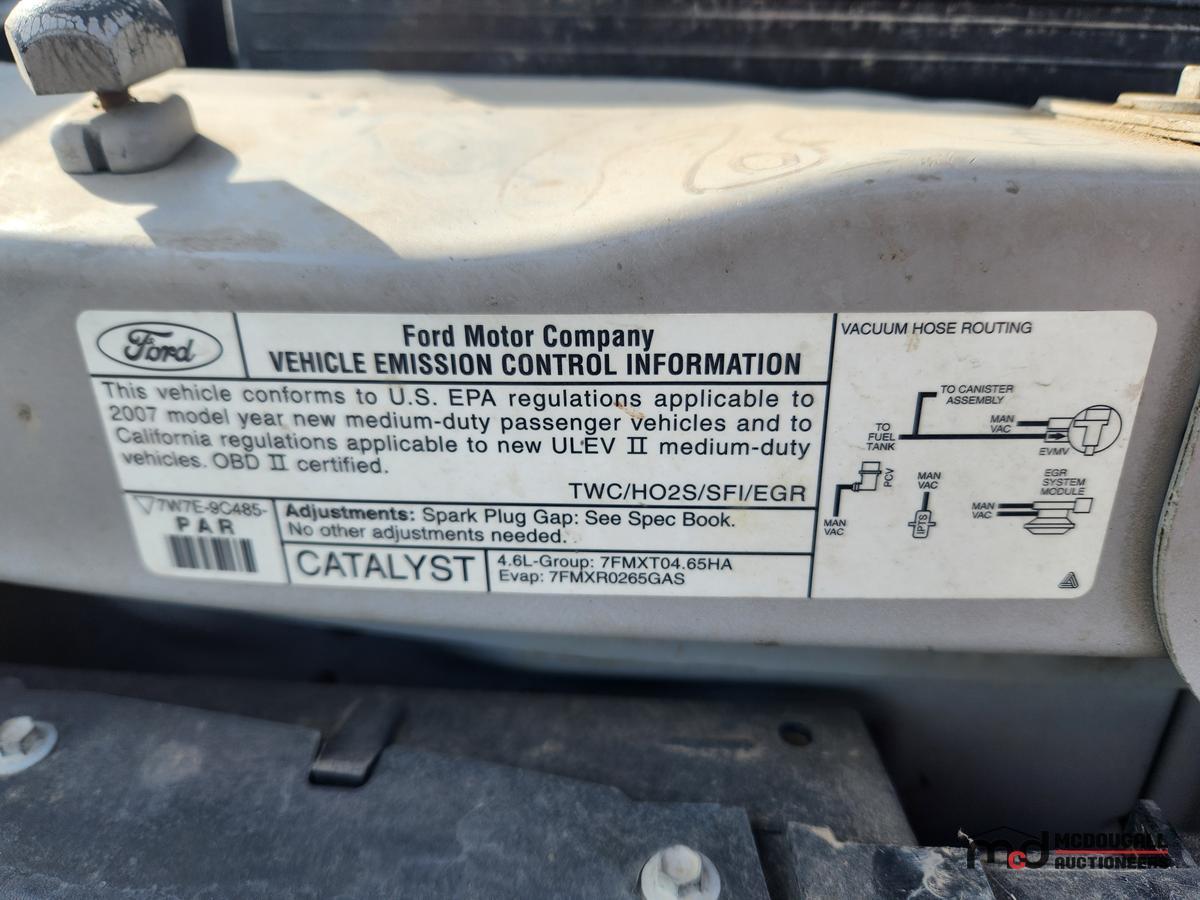 Ford
Ford Motor Company
VEHICLE EMISSION CONTROL INFORMATION
This vehicle conforms to U.S. EPA regulations applicable to
2007 model year new medium-duty passenger vehicles and to
California regulations applicable to new ULEV II medium-duty
vehicles. OBD II certified.
TWC/HO2S/SFI/EGR
7W7E-9C485-
PAR
Adjustments: Spark Plug Gap: See Spec Book.
No other adjustments needed.
CATALYST
4.6L-Group: 7FMXT04.65HA
Evap: 7FMXR0265GAS
VACUUM HOSE ROUTING
TO CANISTER
ASSEMBLY
MAN
VAC
TO
FUEL
TANK
EVMV
PCV
MAN
VAC
MAN
VAC
IPTS
EGR
SYSTEM
MODULE
MAN
VAC
mcd
MCDOUGALL
AUCTIONEERS